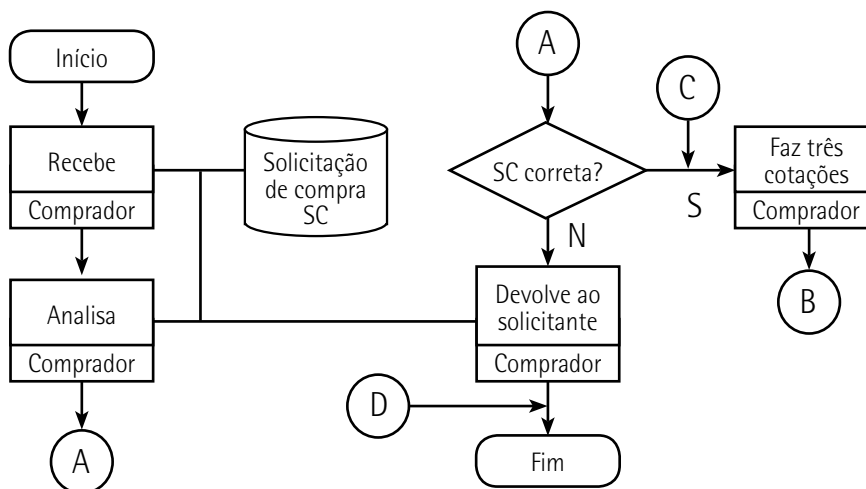 Início
Recebe
Comprador
Solicitação
de compra
SC
Analisa
Comprador
A
A
SC correta?
C
S
N
Faz três
cotações
Comprador
B
Devolve ao
solicitante
Comprador
D
Fim